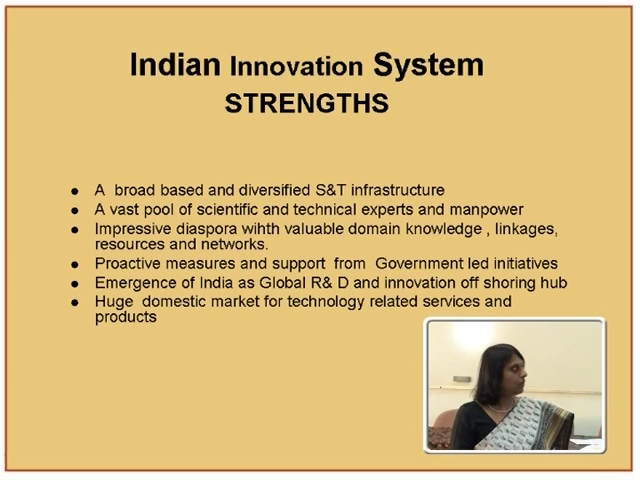 Indian Innovation System
STRENGTHS
● A broad based and diversified S&T infrastructure
● A vast pool of scientific and technical experts and manpower
● Impressive diaspora wihth valuable domain knowledge , linkages,
resources and networks.
● Proactive measures and support from Government led initiatives
● Emergence of India as Global R& D and innovation off shoring hub
● Huge domestic market for technology related services and
products